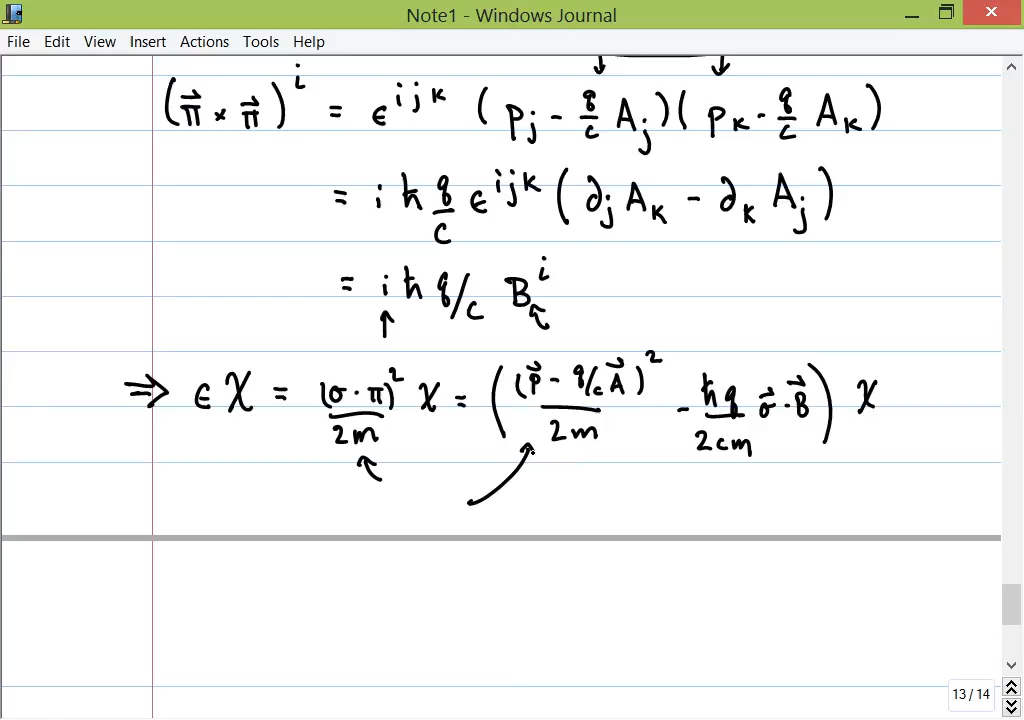 Note1 - Windows Journal
File Edit View Insert Actions Tools Help
(π⃗ × π⃗)^i = ϵ^{ijk} (p_j - q/c A_j)(p_k - q/c A_k)
= iħ q/c ϵ^{ijk} (∂_j A_k - ∂_k A_j)
= iħ q/c B^i
⇒ ϵ χ = (σ·π)²/2m χ = ((p⃗ - q/c A⃗)²/2m - ħq/2cm σ⃗·B⃗) χ
13 / 14